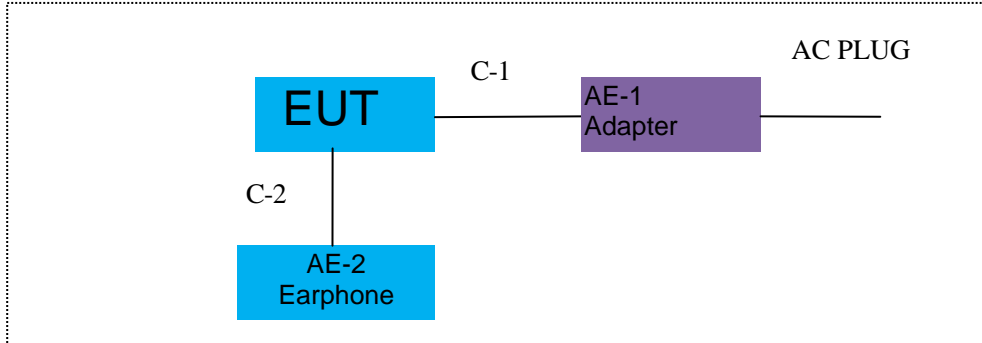 AC PLUG
C-1
EUT
AE-1
Adapter
C-2
AE-2
Earphone